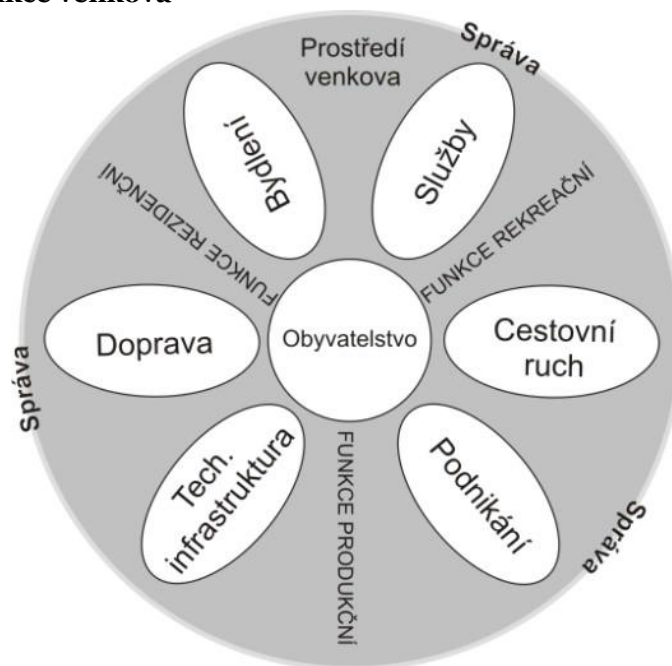 kce venkova
Prostředí
venkova
Správa
Bydlení
Služby
FUNKCE REZIDENČNÍ
FUNKCE REKREAČNÍ
Doprava
Obyvatelstvo
Cestovní
ruch
Správa
Tech.
infrastruktura
FUNKCE PRODUKČNÍ
Podnikání
Správa